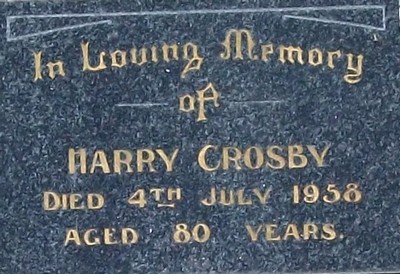 In Loving Memory
of
HARRY CROSBY
DIED 4TH JULY 1958
AGED 80 YEARS.